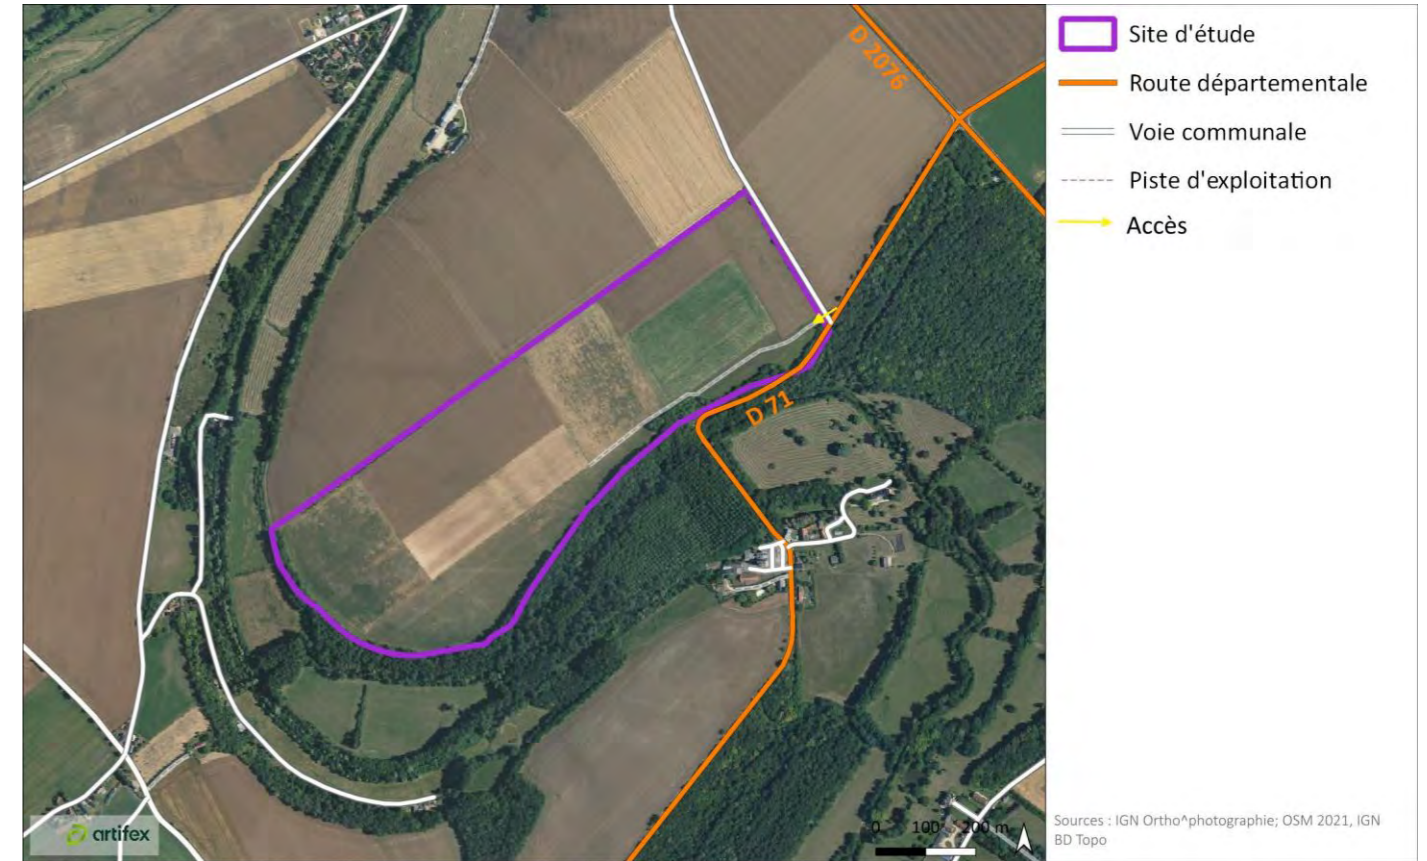 D 2076
D 71
0 100 200 m
artifex
Site d'étude
Route départementale
Voie communale
Piste d'exploitation
Accès
Sources : IGN Ortho^photographie; OSM 2021, IGN
BD Topo